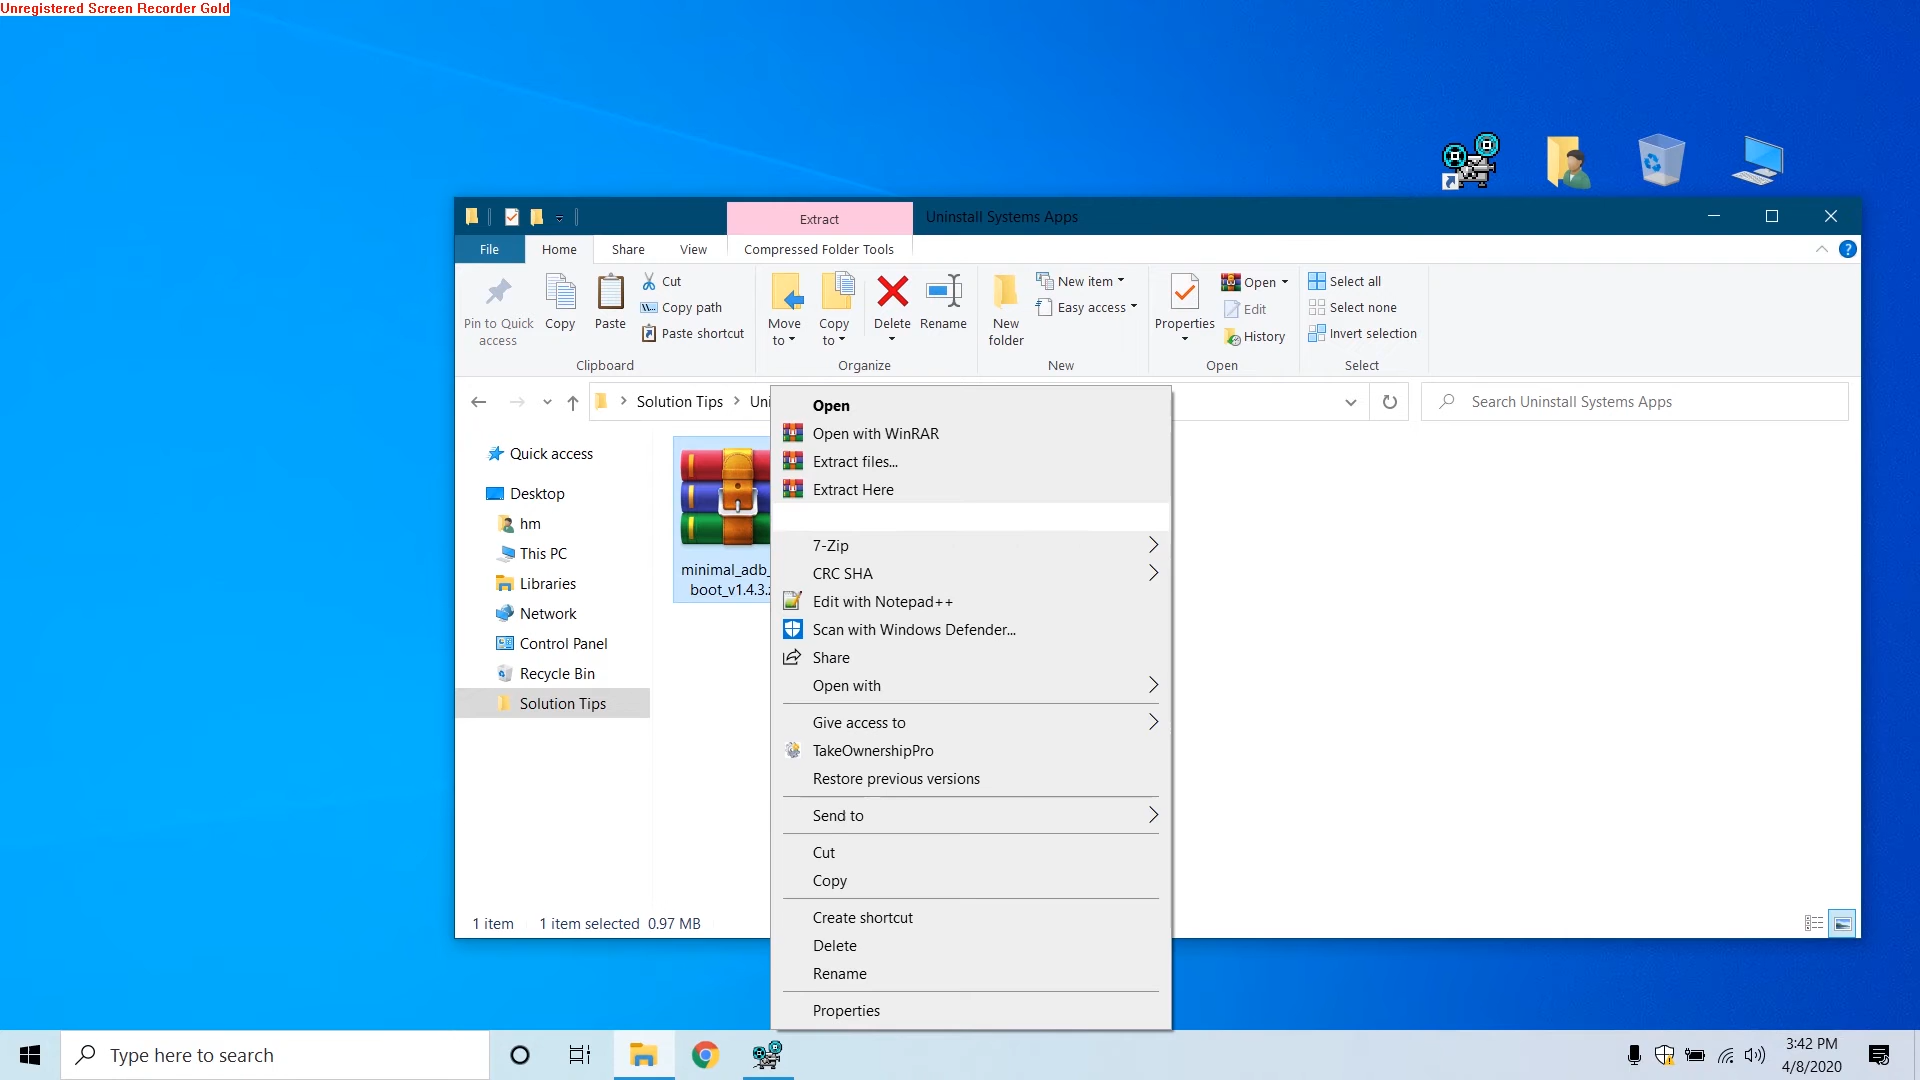 Unregistered Screen Recorder Gold
Extract
Uninstall Systems Apps
File
Home
Share
View
Compressed Folder Tools
Pin to Quick access
Copy
Paste
Cut
Copy path
Paste shortcut
Clipboard
Move to
Copy to
Delete
Rename
Organize
New folder
New item
Easy access
New
Properties
Open
Edit
History
Open
Select all
Select none
Invert selection
Select
Solution Tips
Search Uninstall Systems Apps
Quick access
Desktop
hm
This PC
Libraries
Network
Control Panel
Recycle Bin
Solution Tips
minimal_adb_
boot_v1.4.3.
Open
Open with WinRAR
Extract files...
Extract Here
7-Zip
CRC SHA
Edit with Notepad++
Scan with Windows Defender...
Share
Open with
Give access to
TakeOwnershipPro
Restore previous versions
Send to
Cut
Copy
Create shortcut
Delete
Rename
Properties
1 item
1 item selected 0.97 MB
Type here to search
3:42 PM
4/8/2020